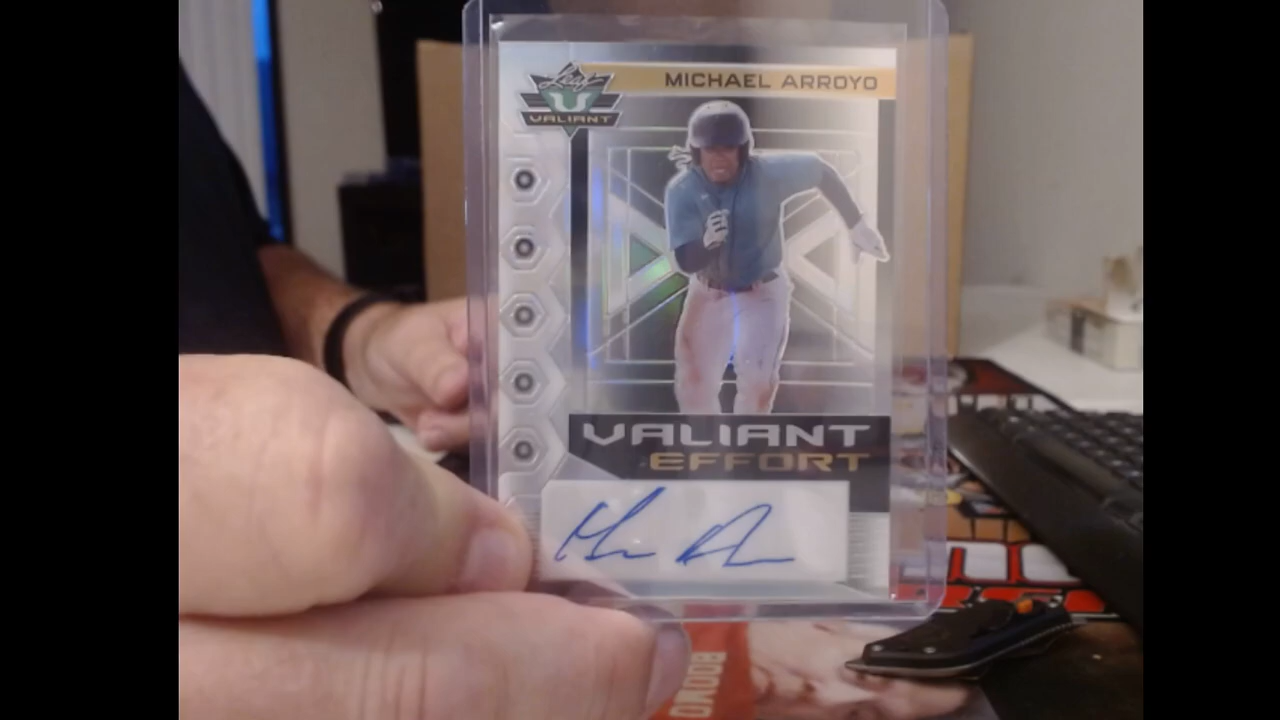 Leaf
VALIANT
MICHAEL ARROYO
VALIANT
EFFORT